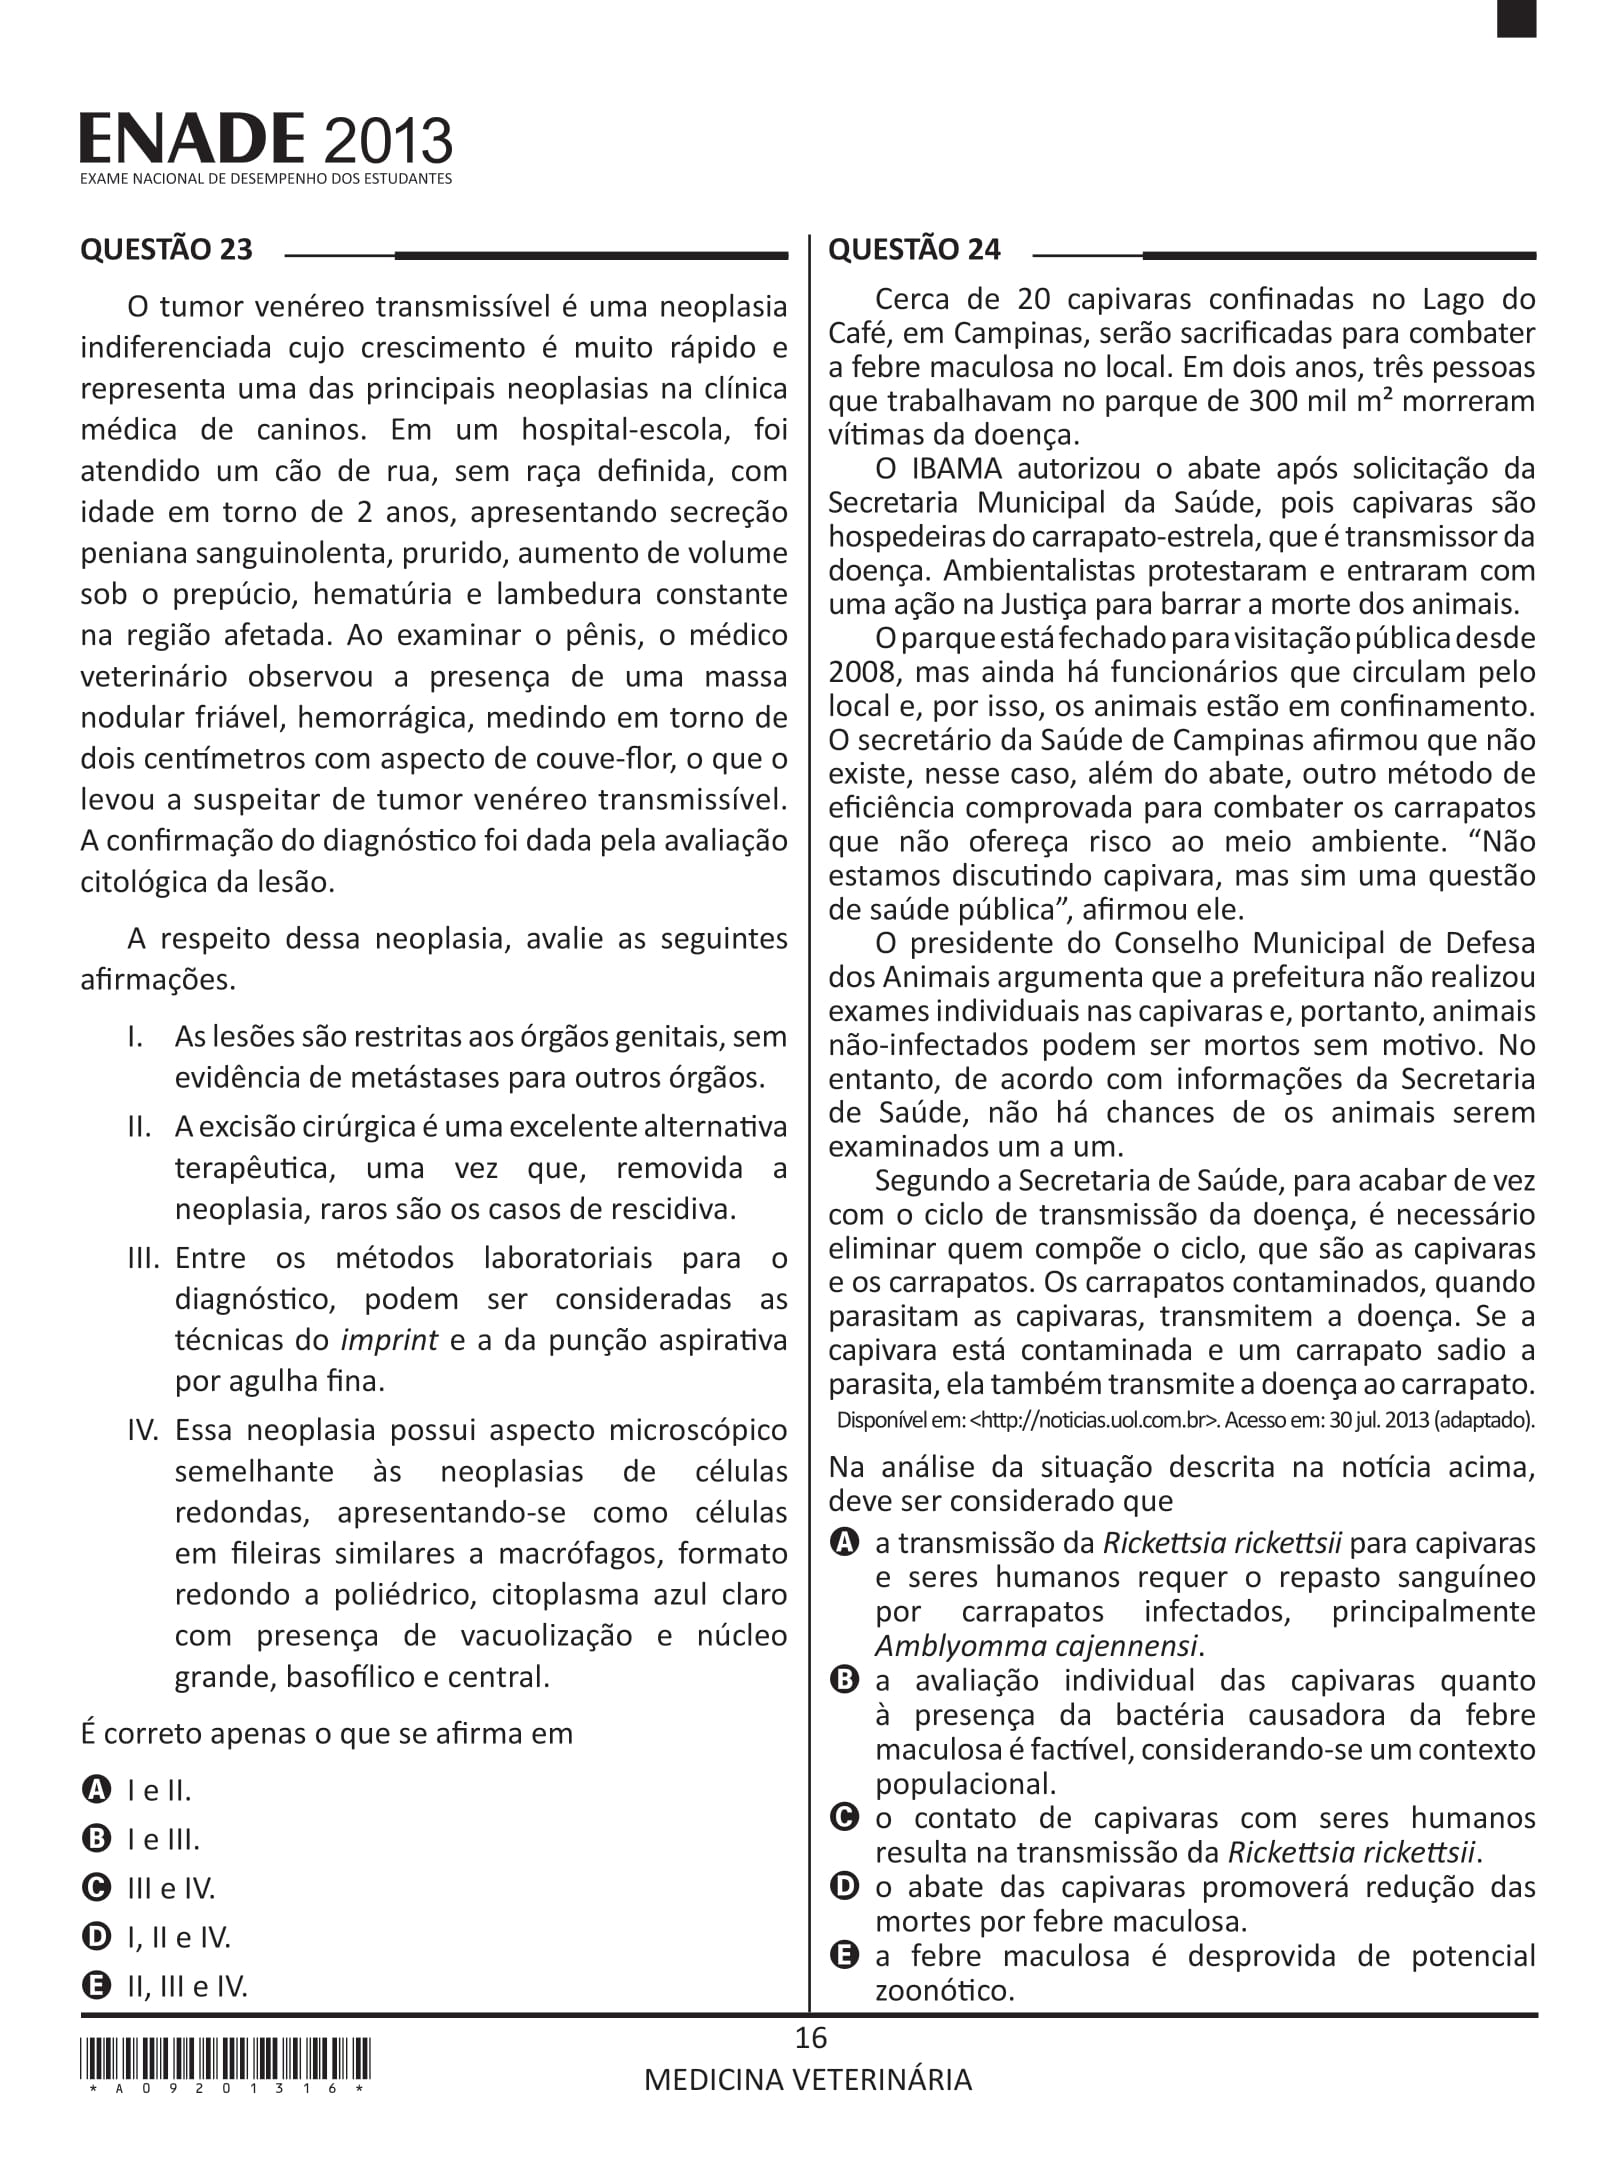 ENADE 2013
EXAME NACIONAL DE DESEMPENHO DOS ESTUDANTES
QUESTÃO 23
O tumor venéreo transmissível é uma neoplasia
indiferenciada cujo crescimento é muito rápido e
representa uma das principais neoplasias na clínica
médica de caninos. Em um hospital-escola, foi
atendido um cão de rua, sem raça definida, com
idade em torno de 2 anos, apresentando secreção
peniana sanguinolenta, prurido, aumento de volume
sob o prepúcio, hematúria e lambedura constante
na região afetada. Ao examinar o pênis, o médico
veterinário observou a presença de uma massa
nodular friável, hemorrágica, medindo em torno de
dois centímetros com aspecto de couve-flor, o que o
levou a suspeitar de tumor venéreo transmissível.
A confirmação do diagnóstico foi dada pela avaliação
citológica da lesão.
A respeito dessa neoplasia, avalie as seguintes
afirmações.
I. As lesões são restritas aos órgãos genitais, sem
evidência de metástases para outros órgãos.
II. A excisão cirúrgica é uma excelente alternativa
terapêutica, uma vez que, removida a
neoplasia, raros são os casos de rescidiva.
III. Entre os métodos laboratoriais para o
diagnóstico, podem ser consideradas as
técnicas do imprint e a da punção aspirativa
por agulha fina.
IV. Essa neoplasia possui aspecto microscópico
semelhante às neoplasias de células
redondas, apresentando-se como células
em fileiras similares a macrófagos, formato
redondo a poliédrico, citoplasma azul claro
com presença de vacuolização e núcleo
grande, basofílico e central.
É correto apenas o que se afirma em
A I e II.
B I e III.
C III e IV.
D I, II e IV.
E II, III e IV.
QUESTÃO 24
Cerca de 20 capivaras confinadas no Lago do
Café, em Campinas, serão sacrificadas para combater
a febre maculosa no local. Em dois anos, três pessoas
que trabalhavam no parque de 300 mil m² morreram
vítimas da doença.
O IBAMA autorizou o abate após solicitação da
Secretaria Municipal da Saúde, pois capivaras são
hospedeiras do carrapato-estrela, que é transmissor da
doença. Ambientalistas protestaram e entraram com
uma ação na Justiça para barrar a morte dos animais.
O parque está fechado para visitação pública desde
2008, mas ainda há funcionários que circulam pelo
local e, por isso, os animais estão em confinamento.
O secretário da Saúde de Campinas afirmou que não
existe, nesse caso, além do abate, outro método de
eficiência comprovada para combater os carrapatos
que não ofereça risco ao meio ambiente. “Não
estamos discutindo capivara, mas sim uma questão
de saúde pública”, afirmou ele.
O presidente do Conselho Municipal de Defesa
dos Animais argumenta que a prefeitura não realizou
exames individuais nas capivaras e, portanto, animais
não-infectados podem ser mortos sem motivo. No
entanto, de acordo com informações da Secretaria
de Saúde, não há chances de os animais serem
examinados um a um.
Segundo a Secretaria de Saúde, para acabar de vez
com o ciclo de transmissão da doença, é necessário
eliminar quem compõe o ciclo, que são as capivaras
e os carrapatos. Os carrapatos contaminados, quando
parasitam as capivaras, transmitem a doença. Se a
capivara está contaminada e um carrapato sadio a
parasita, ela também transmite a doença ao carrapato.
Disponível em: <http://noticias.uol.com.br>. Acesso em: 30 jul. 2013 (adaptado).
Na análise da situação descrita na notícia acima,
deve ser considerado que
A a transmissão da Rickettsia rickettsii para capivaras
e seres humanos requer o repasto sanguíneo
por carrapatos infectados, principalmente
Amblyomma cajennensi.
B a avaliação individual das capivaras quanto
à presença da bactéria causadora da febre
maculosa é factível, considerando-se um contexto
populacional.
C o contato de capivaras com seres humanos
resulta na transmissão da Rickettsia rickettsii.
D o abate das capivaras promoverá redução das
mortes por febre maculosa.
E a febre maculosa é desprovida de potencial
zoonótico.
*A09201316*
16
MEDICINA VETERINÁRIA